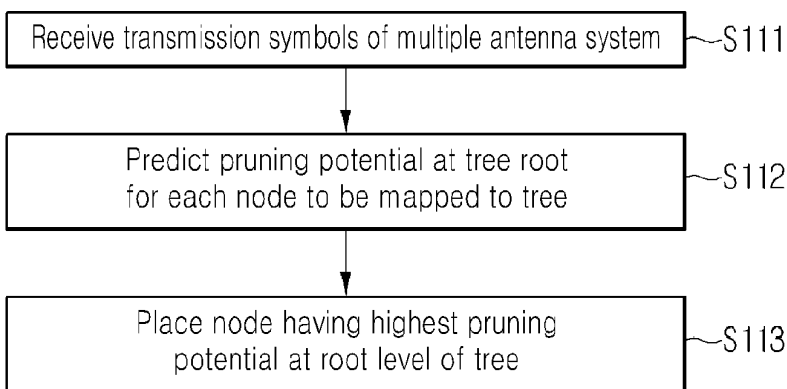 Receive transmission symbols of multiple antenna system
S111
Predict pruning potential at tree root
for each node to be mapped to tree
S112
Place node having highest pruning
potential at root level of tree
S113